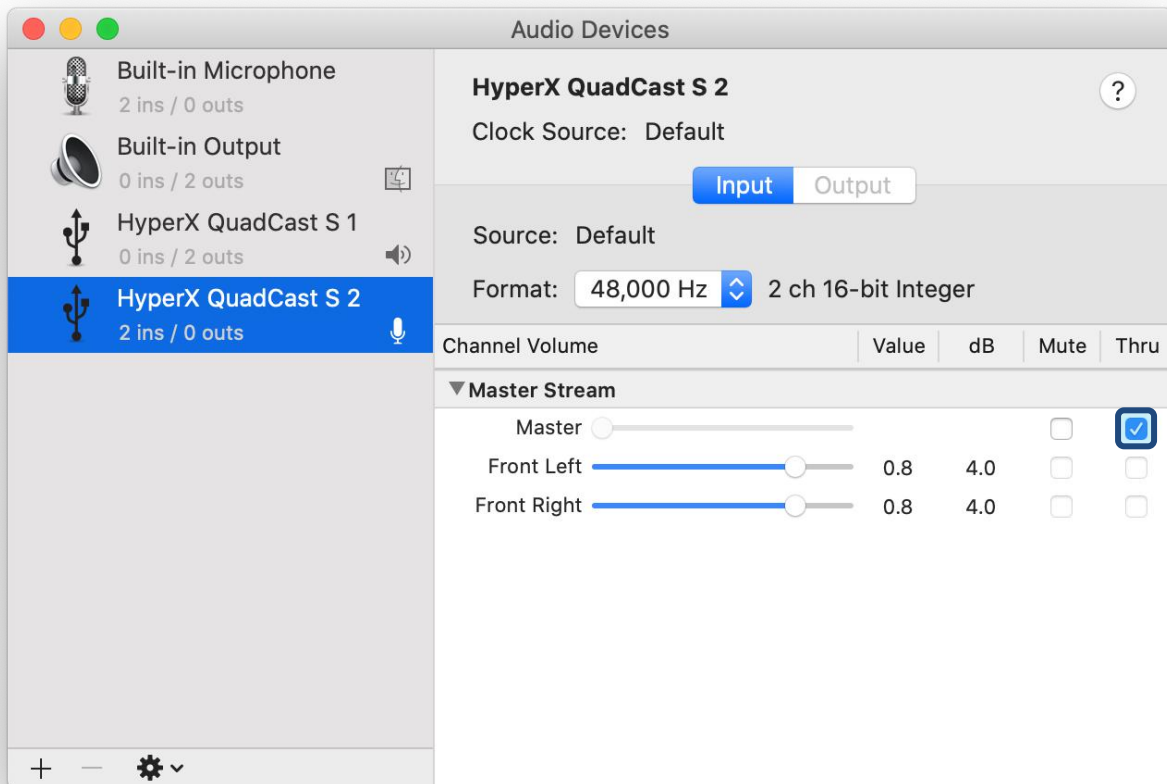 Audio Devices
Built-in Microphone
2 ins / 0 outs
Built-in Output
0 ins / 2 outs
HyperX QuadCast S 1
0 ins / 2 outs
HyperX QuadCast S 2
2 ins / 0 outs
HyperX QuadCast S 2
?
Clock Source: Default
Input Output
Source: Default
Format: 48,000 Hz 2 ch 16-bit Integer
Channel Volume Value dB Mute Thru
Master Stream
Master
Front Left 0.8 4.0
Front Right 0.8 4.0